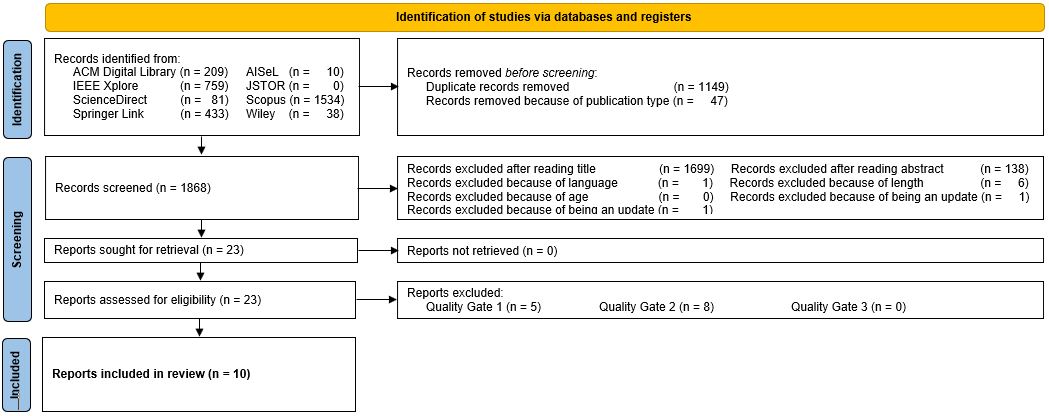 Identification of studies via databases and registers
Identification
Records identified from:
ACM Digital Library (n = 209) AISeL (n = 10)
IEEE Xplore (n = 759) JSTOR (n = 0)
ScienceDirect (n = 81) Scopus (n = 1534)
Springer Link (n = 433) Wiley (n = 38)
Records removed before screening:
Duplicate records removed (n = 1149)
Records removed because of publication type (n = 47)
Screening
Records screened (n = 1868)
Records excluded after reading title (n = 1699) Records excluded after reading abstract (n = 138)
Records excluded because of language (n = 1) Records excluded because of length (n = 6)
Records excluded because of age (n = 0) Records excluded because of being an update (n = 1)
Records excluded because of being an update (n = 1)
Reports sought for retrieval (n = 23)
Reports not retrieved (n = 0)
Reports assessed for eligibility (n = 23)
Reports excluded:
Quality Gate 1 (n = 5) Quality Gate 2 (n = 8) Quality Gate 3 (n = 0)
Included
Reports included in review (n = 10)